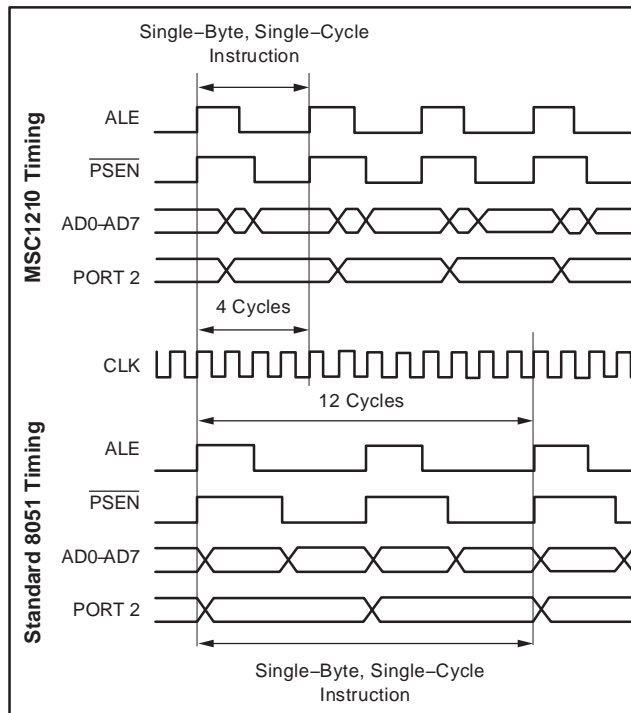 Single–Byte, Single–Cycle
Instruction
MSC1210 Timing
ALE
PSEN
AD0–AD7
PORT 2
4 Cycles
CLK
12 Cycles
Standard 8051 Timing
ALE
PSEN
AD0–AD7
PORT 2
Single–Byte, Single–Cycle
Instruction